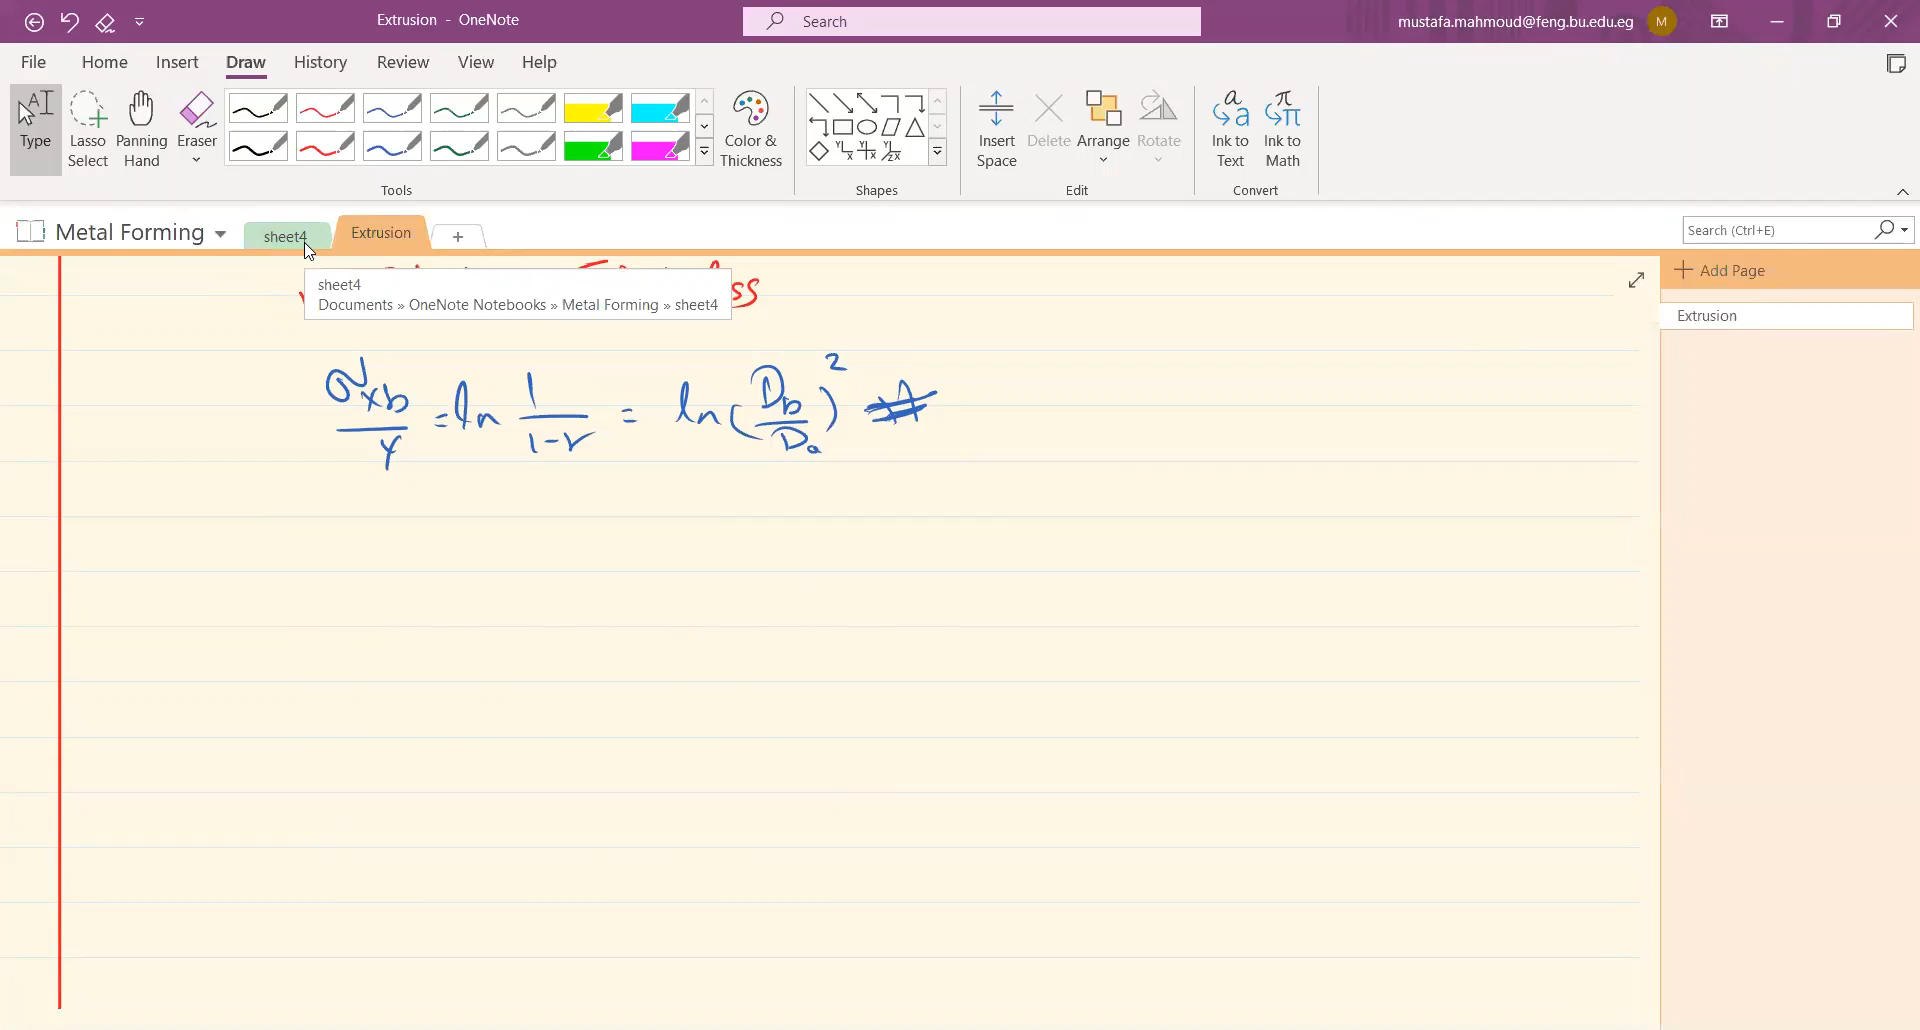 Extrusion - OneNote
Search
mustafa.mahmoud@feng.bu.edu.eg
M
File Home Insert Draw History Review View Help
Type
Lasso Select
Panning Hand
Eraser
Color & Thickness
Insert Space
Delete
Arrange
Rotate
Ink to Text
Ink to Math
Tools
Shapes
Edit
Convert
Metal Forming
sheet4
Extrusion
+
Search (Ctrl+E)
Add Page
Extrusion
sheet4
Documents » OneNote Notebooks » Metal Forming » sheet4
ss
σxb/Y = ln 1/(1-r) = ln(Db/Da)²